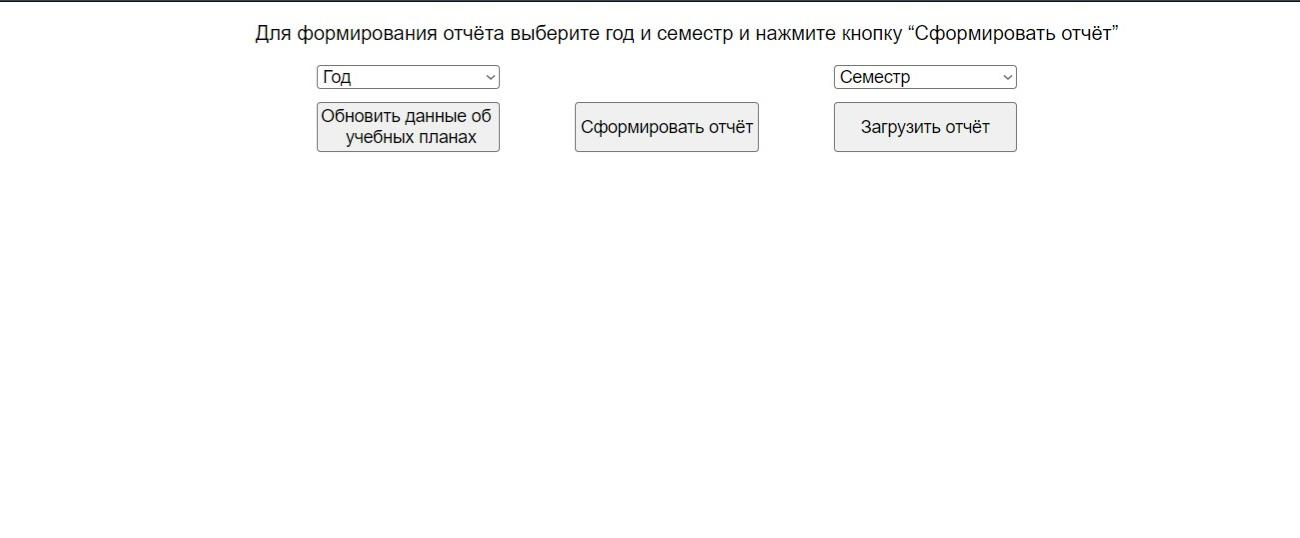 Для формирования отчёта выберите год и семестр и нажмите кнопку “Сформировать отчёт”
Год
Семестр
Обновить данные об
учебных планах
Сформировать отчёт
Загрузить отчёт